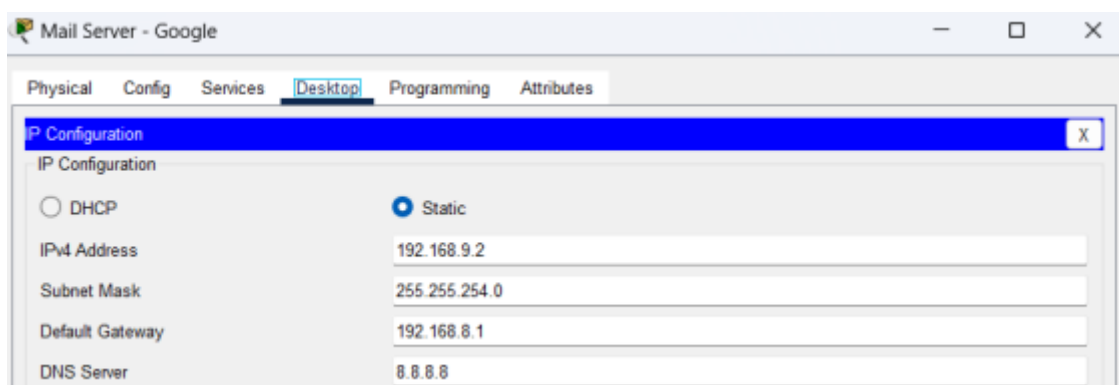 Mail Server - Google
Physical Config Services Desktop Programming Attributes
IP Configuration X
IP Configuration
DHCP Static
IPv4 Address 192.168.9.2
Subnet Mask 255.255.254.0
Default Gateway 192.168.8.1
DNS Server 8.8.8.8